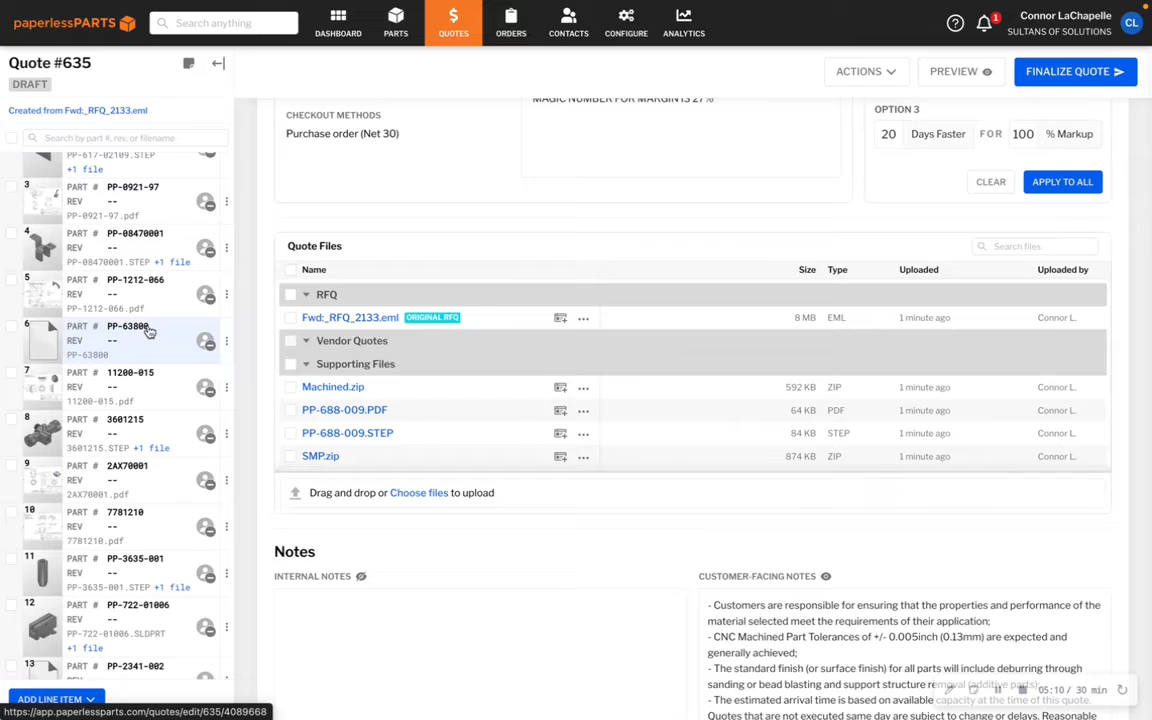 paperlessPARTS
Search anything
DASHBOARD
PARTS
QUOTES
ORDERS
CONTACTS
CONFIGURE
ANALYTICS
1
Connor LaChapelle
SULTANS OF SOLUTIONS
CL
Quote #635
DRAFT
Created from Fwd:_RFQ_2133.eml
Search by part #, rev, or filename
PP-617-02109.STEP
+1 file
3
PART # PP-0921-97
REV --
PP-0921-97.pdf
4
PART # PP-08470001
REV --
PP-08470001.STEP +1 file
5
PART # PP-1212-066
REV --
PP-1212-066.pdf
6
PART # PP-63800
REV --
PP-63800
7
PART # 11200-015
REV --
11200-015.pdf
8
PART # 3601215
REV --
3601215.STEP +1 file
9
PART # 2AX70001
REV --
2AX70001.pdf
10
PART # 7781210
REV --
7781210.pdf
11
PART # PP-3635-001
REV --
PP-3635-001.STEP +1 file
12
PART # PP-722-01006
REV --
PP-722-01006.SLDPRT
+1 file
13
PART # PP-2341-002
ADD LINE ITEM
https://app.paperlessparts.com/quotes/edit/635/4089668
ACTIONS
PREVIEW
FINALIZE QUOTE
MAGIC NUMBER FOR MARGIN IS 27%
CHECKOUT METHODS
Purchase order (Net 30)
OPTION 3
20 Days Faster FOR 100 % Markup
CLEAR
APPLY TO ALL
Quote Files
Search files
Name Size Type Uploaded Uploaded by
RFQ
Fwd:_RFQ_2133.eml ORIGINAL RFQ 8 MB EML 1 minute ago Connor L.
Vendor Quotes
Supporting Files
Machined.zip 592 KB ZIP 1 minute ago Connor L.
PP-688-009.PDF 64 KB PDF 1 minute ago Connor L.
PP-688-009.STEP 84 KB STEP 1 minute ago Connor L.
SMP.zip 874 KB ZIP 1 minute ago Connor L.
Drag and drop or Choose files to upload
Notes
INTERNAL NOTES
CUSTOMER-FACING NOTES
- Customers are responsible for ensuring that the properties and performance of the
material selected meet the requirements of their application;
- CNC Machined Part Tolerances of +/- 0.005inch (0.13mm) are expected and
generally achieved;
- The standard finish (or surface finish) for all parts will include deburring through
sanding or bead blasting and support structure removal (additive parts);
- The estimated arrival time is based on available capacity at the time of this quote.
Quotes that are not executed same day are subject to change or delays. Reasonable
05:10 / 30 min